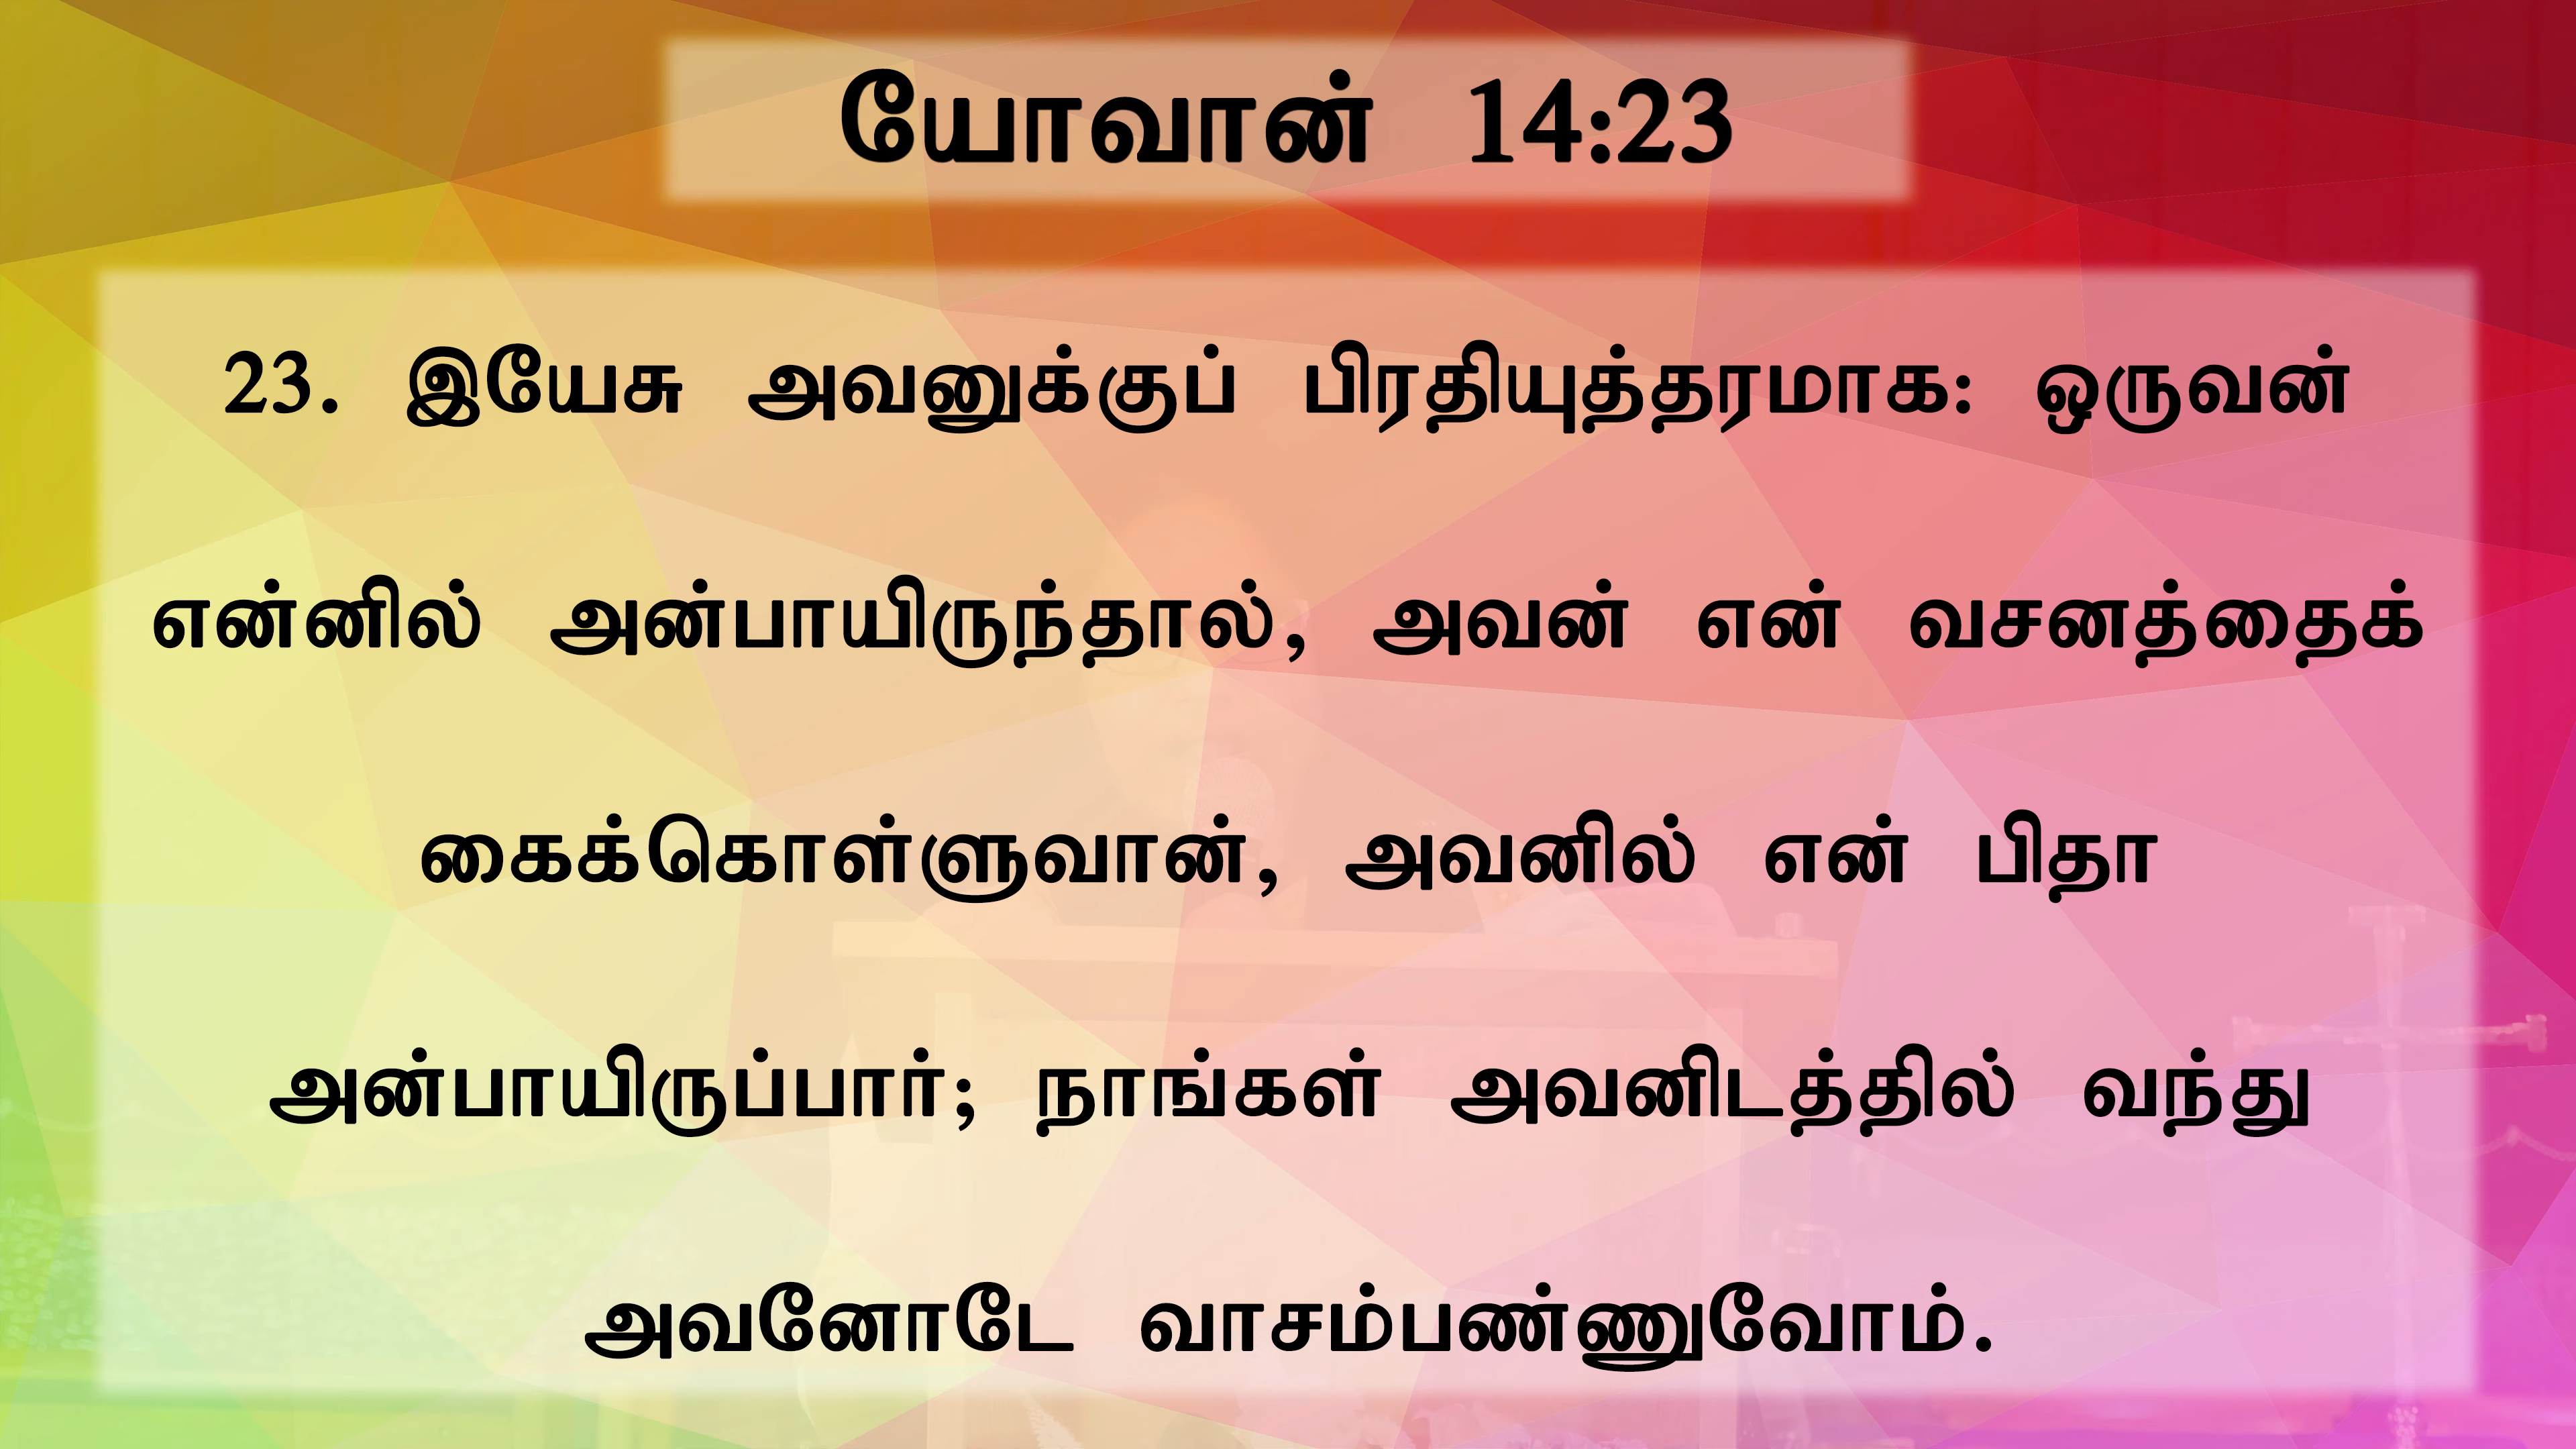 யோவான் 14:23
23. இயேசு அவனுக்குப் பிரதியுத்தரமாக: ஒருவன்
என்னில் அன்பாயிருந்தால், அவன் என் வசனத்தைக்
கைக்கொள்ளுவான், அவனில் என் பிதா
அன்பாயிருப்பார்; நாங்கள் அவனிடத்தில் வந்து
அவனோடே வாசம்பண்ணுவோம்.